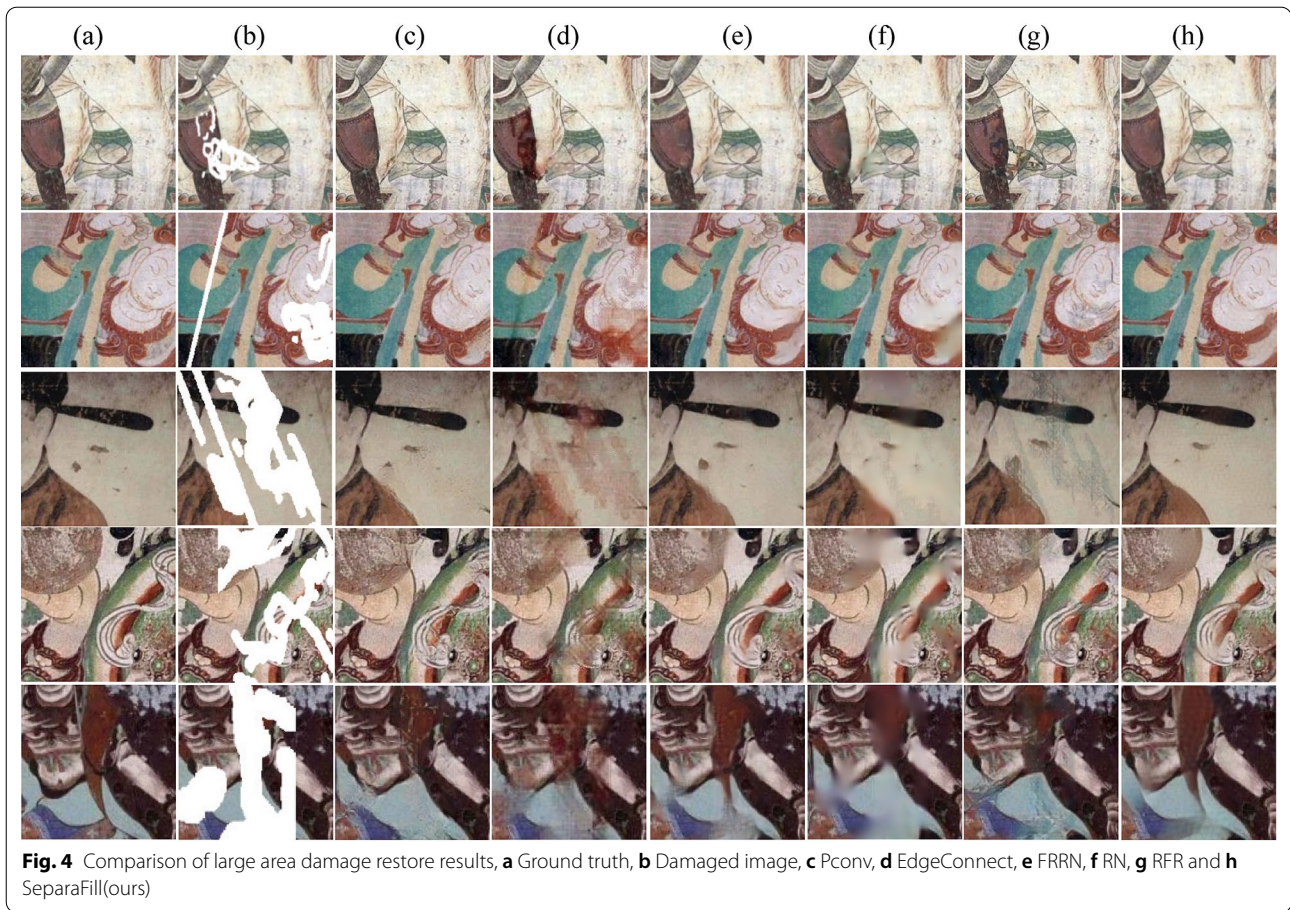 (a) (b) (c) (d) (e) (f) (g) (h)
Fig. 4 Comparison of large area damage restore results, a Ground truth, b Damaged image, c Pconv, d EdgeConnect, e FRRN, f RN, g RFR and h
SeparaFill(ours)